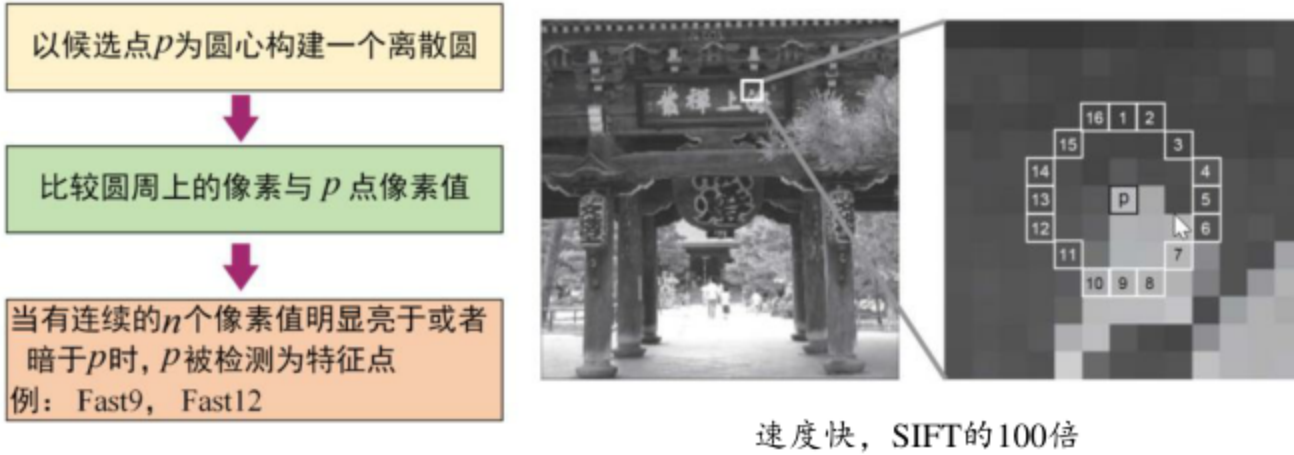 以候选点p为圆心构建一个离散圆
比较圆周上的像素与 p 点像素值
当有连续的n个像素值明显亮于或者
暗于p时, p被检测为特征点
例： Fast9， Fast12
上禅
16 1 2
15 3
14 4
13 p 5
12 6
11 7
10 9 8
速度快，SIFT的100倍